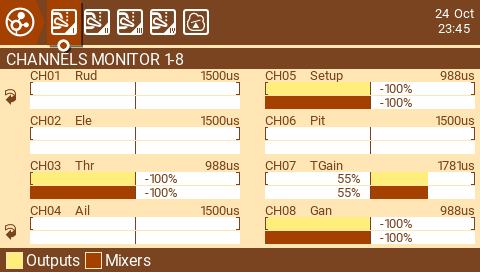 24 Oct
23:45
CHANNELS MONITOR 1-8
CH01 Rud 1500us
CH02 Ele 1500us
CH03 Thr 988us
-100%
-100%
CH04 Ail 1500us
CH05 Setup 988us
-100%
-100%
CH06 Pit 1500us
CH07 TGain 1781us
55%
55%
CH08 Gan 988us
-100%
-100%
Outputs Mixers